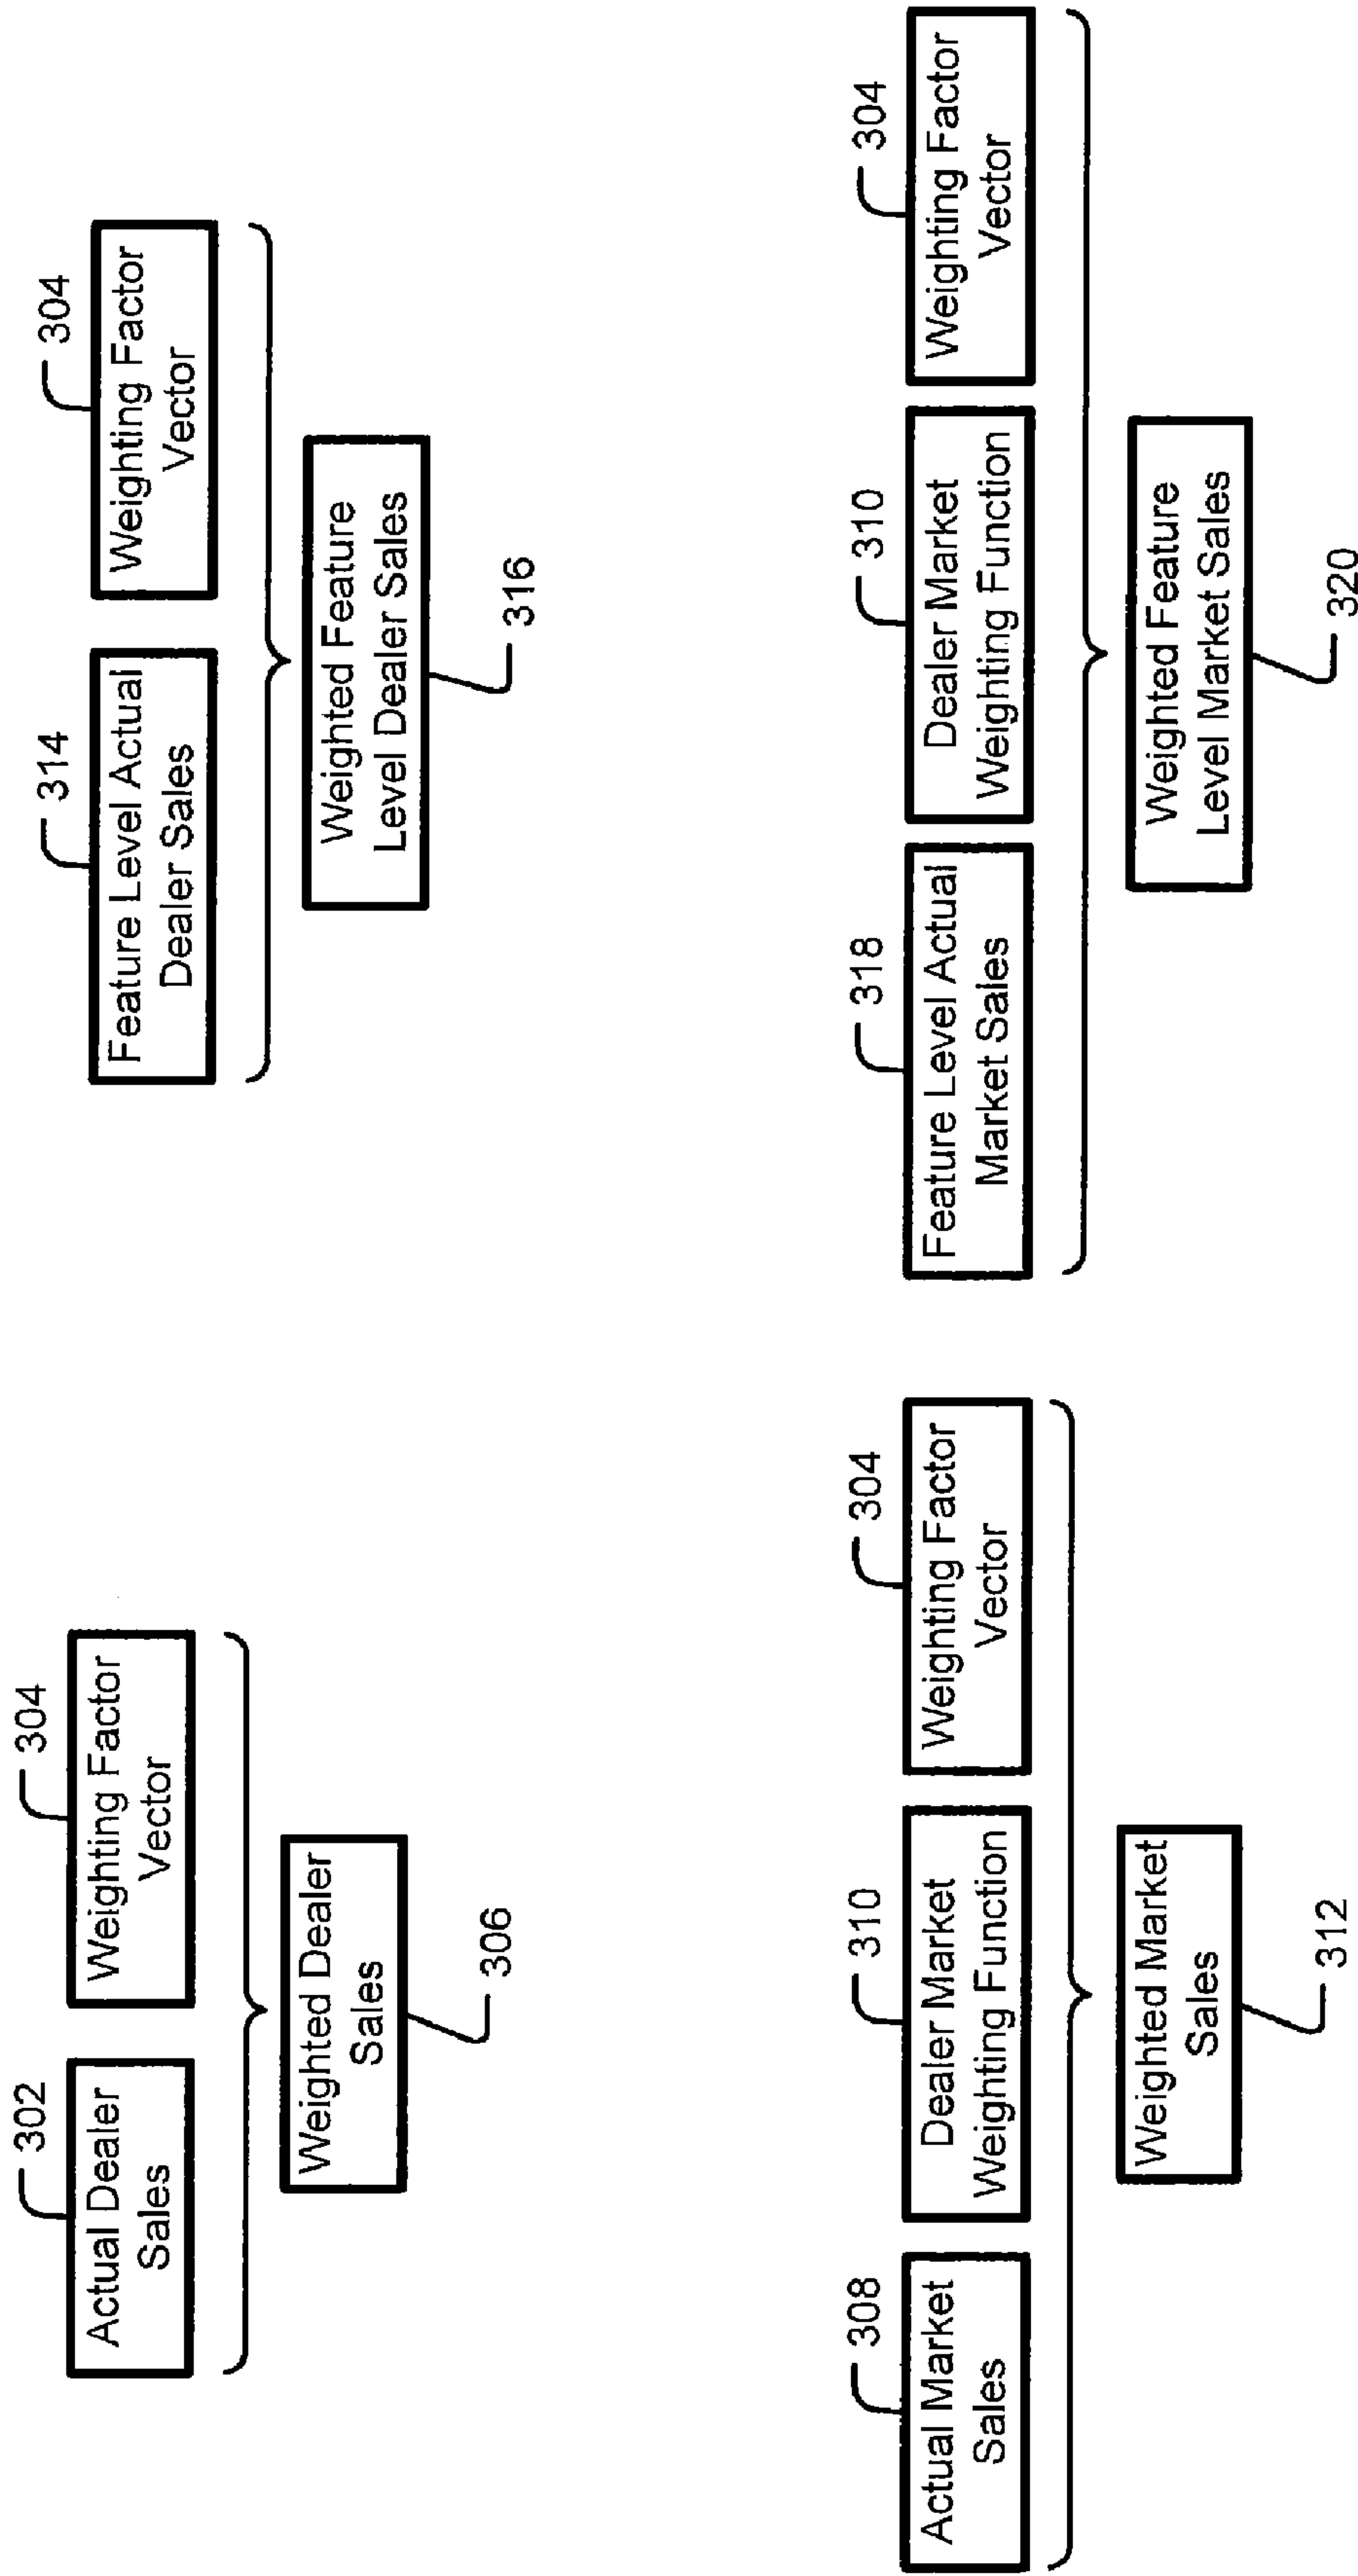 302
Actual Dealer
Sales
304
Weighting Factor
Vector
Weighted Dealer
Sales
306
314
Feature Level Actual
Dealer Sales
304
Weighting Factor
Vector
Weighted Feature
Level Dealer Sales
316
308
Actual Market
Sales
310
Dealer Market
Weighting Function
304
Weighting Factor
Vector
Weighted Market
Sales
312
318
Feature Level Actual
Market Sales
310
Dealer Market
Weighting Function
304
Weighting Factor
Vector
Weighted Feature
Level Market Sales
320